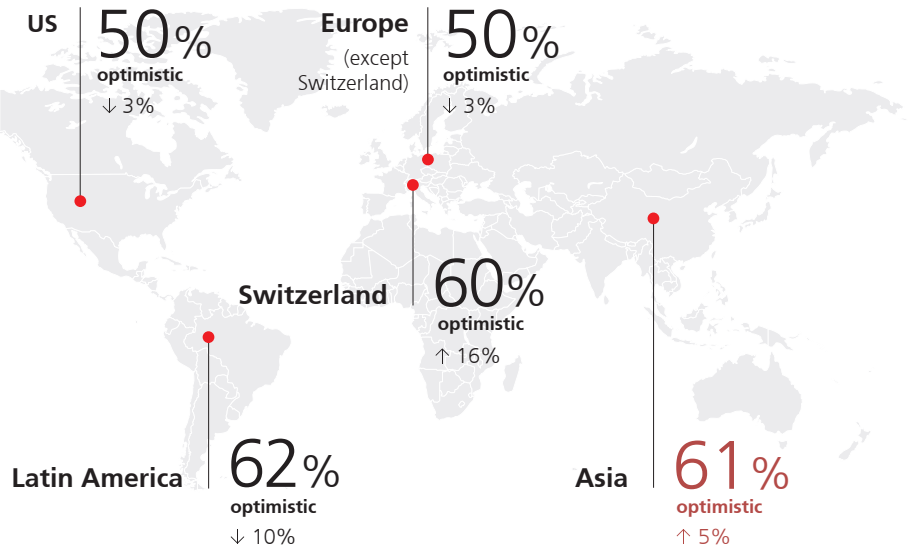 US
50%
optimistic
↓ 3%
Europe
(except
Switzerland)
50%
optimistic
↓ 3%
Switzerland
60%
optimistic
↑ 16%
Latin America
62%
optimistic
↓ 10%
Asia
61%
optimistic
↑ 5%